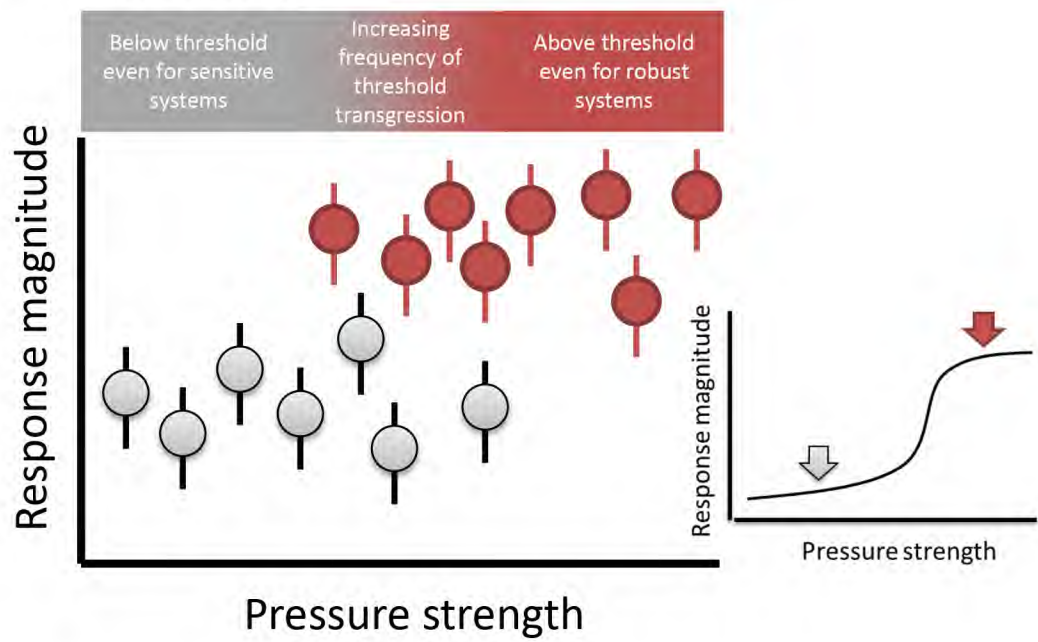 Below threshold
even for sensitive
systems
Increasing
frequency of
threshold
transgression
Above threshold
even for robust
systems
Response magnitude
Pressure strength
Response magnitude
Pressure strength